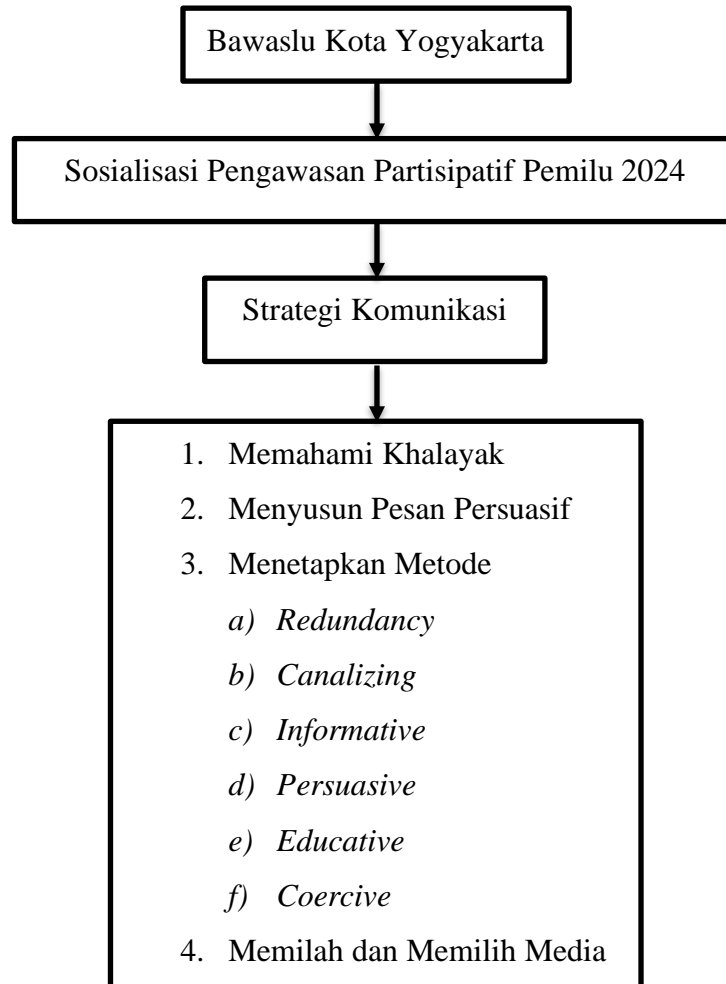 Bawaslu Kota Yogyakarta
Sosialisasi Pengawasan Partisipatif Pemilu 2024
Strategi Komunikasi
1. Memahami Khalayak
2. Menyusun Pesan Persuasif
3. Menetapkan Metode
a) Redundancy
b) Canalizing
c) Informative
d) Persuasive
e) Educative
f) Coercive
4. Memilah dan Memilih Media